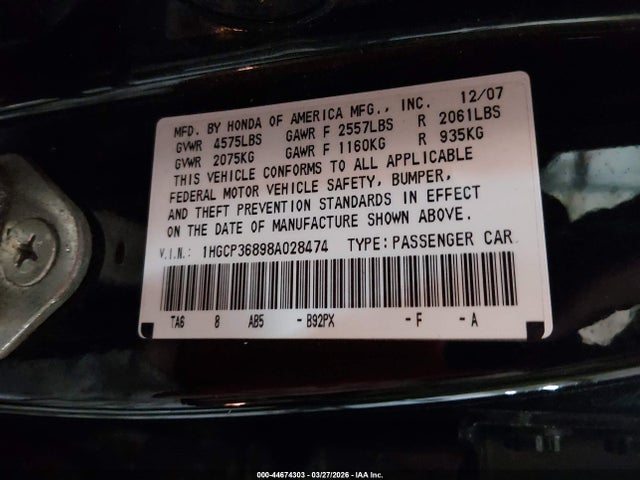 MFD. BY HONDA OF AMERICA MFG., INC. 12/07
GVWR 4575LBS GAWR F 2557LBS R 2061LBS
GVWR 2075KG GAWR F 1160KG R 935KG
THIS VEHICLE CONFORMS TO ALL APPLICABLE
FEDERAL MOTOR VEHICLE SAFETY, BUMPER,
AND THEFT PREVENTION STANDARDS IN EFFECT
ON THE DATE OF MANUFACTURE SHOWN ABOVE.
V.I.N.: 1HGCP36898A028474 TYPE: PASSENGER CAR
TA6 8 AB5 - B92PX - F - A
000-44674303 - 03/27/2026 - IAA Inc.